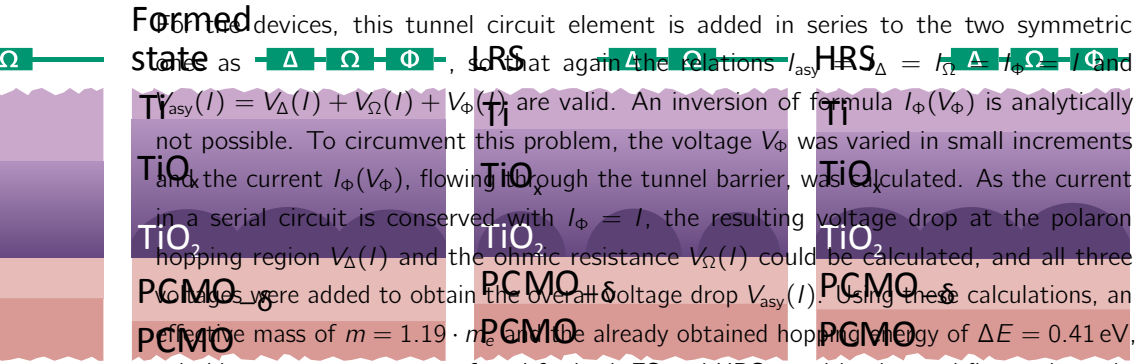 Formed
state
Ω
Δ Ω Φ
LRS
Δ Ω
HRS
Δ Ω Φ
Ti
TiOₓ
TiO₂
PCMO_δ
PCMO
Ti
TiOₓ
TiO₂
PCMO δ
PCMO
Ti
TiOₓ
TiO₂
PCMO δ
PCMO
For the devices, this tunnel circuit element is added in series to the two symmetric
ones as , so that again the relations I_asy = I_Δ = I_Ω = I_Φ = I and
V_asy(I) = V_Δ(I) + V_Ω(I) + V_Φ(I) are valid. An inversion of formula I_Φ(V_Φ) is analytically
not possible. To circumvent this problem, the voltage V_Φ was varied in small increments
and the current I_Φ(V_Φ), flowing through the tunnel barrier, was calculated. As the current
in a serial circuit is conserved with I_Φ = I, the resulting voltage drop at the polaron
hopping region V_Δ(I) and the ohmic resistance V_Ω(I) could be calculated, and all three
voltages were added to obtain the overall voltage drop V_asy(I). Using these calculations, an
effective mass of m = 1.19 · m_e and the already obtained hopping energy of ΔE = 0.41 eV,